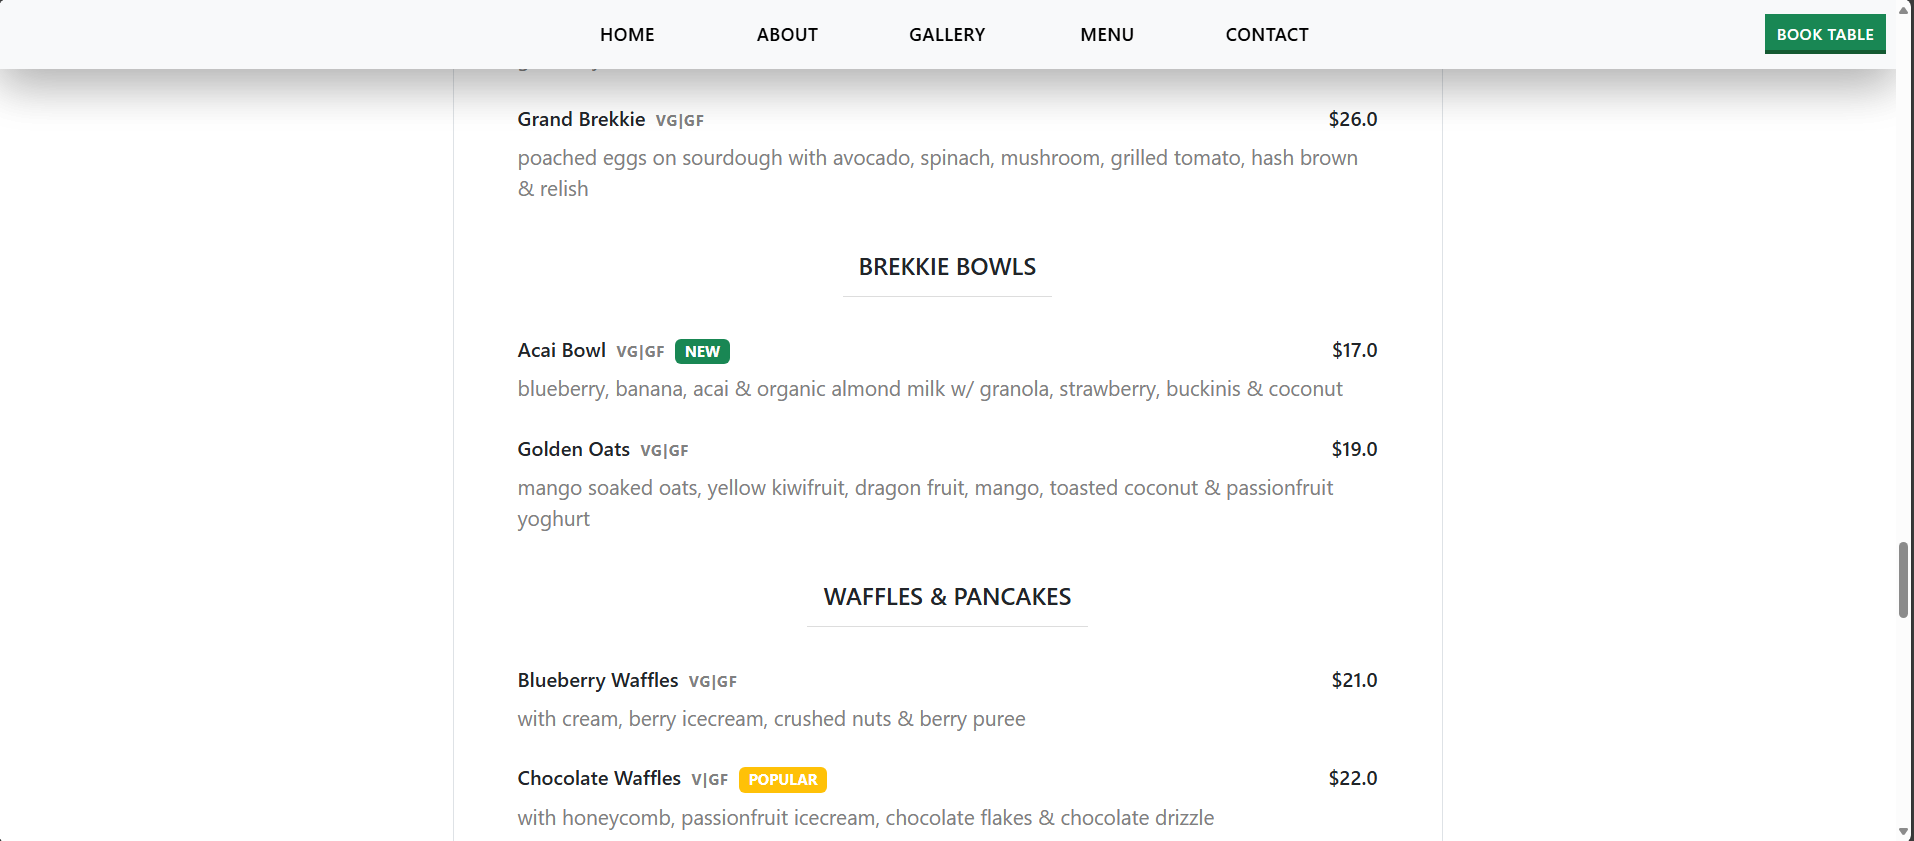 HOME ABOUT GALLERY MENU CONTACT BOOK TABLE
Grand Brekkie VG|GF $26.0
poached eggs on sourdough with avocado, spinach, mushroom, grilled tomato, hash brown
& relish
BREKKIE BOWLS
Acai Bowl VG|GF NEW $17.0
blueberry, banana, acai & organic almond milk w/ granola, strawberry, buckinis & coconut
Golden Oats VG|GF $19.0
mango soaked oats, yellow kiwifruit, dragon fruit, mango, toasted coconut & passionfruit
yoghurt
WAFFLES & PANCAKES
Blueberry Waffles VG|GF $21.0
with cream, berry icecream, crushed nuts & berry puree
Chocolate Waffles V|GF POPULAR $22.0
with honeycomb, passionfruit icecream, chocolate flakes & chocolate drizzle